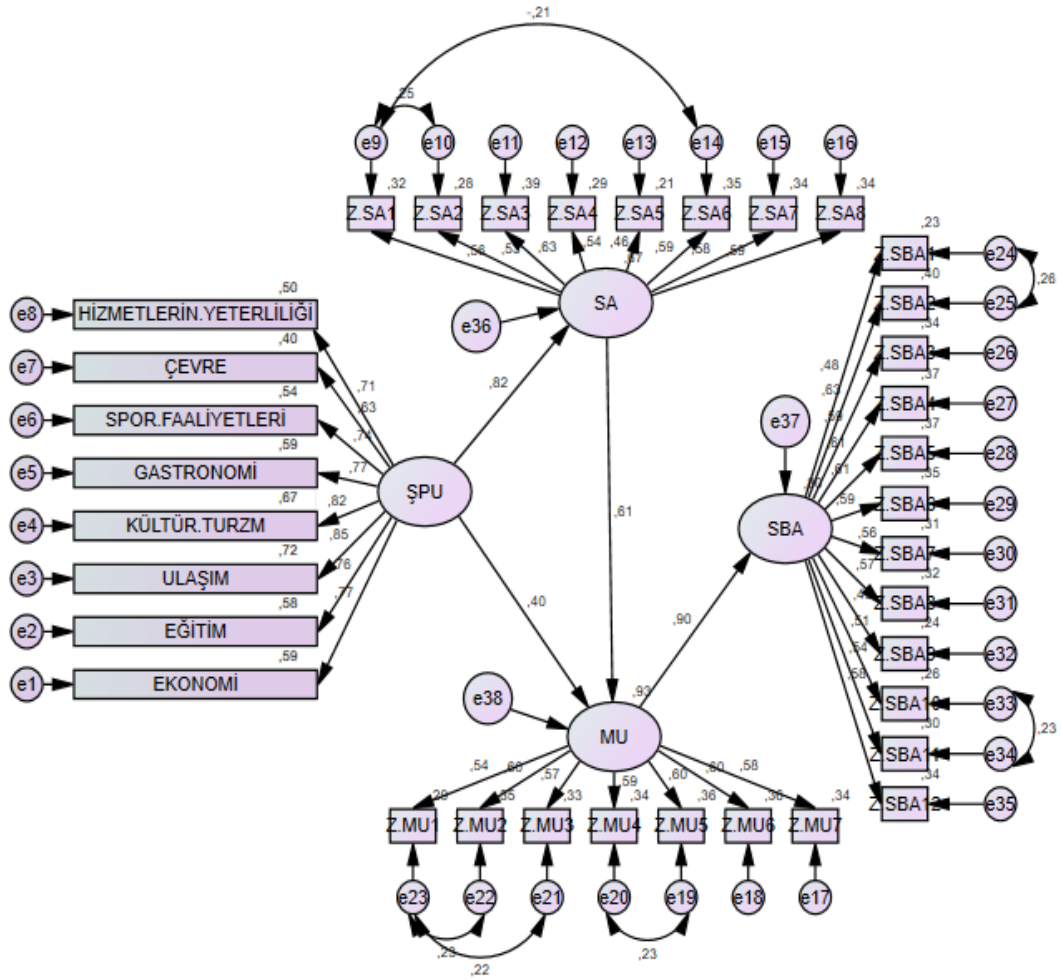 -,21
,25
e9
e10
e11
e12
e13
e14
e15
e16
,32
,28
,39
,29
,21
,35
,34
,34
Z.SA1
Z.SA2
Z.SA3
Z.SA4
Z.SA5
Z.SA6
Z.SA7
Z.SA8
,63
,54
,46
,59
,58
,59
SA
e36
,82
,61
e8
HİZMETLERİN.YETERLİLİĞİ
,50
e7
ÇEVRE
,40
e6
SPOR.FAALİYETLERİ
,54
e5
GASTRONOMİ
,59
e4
KÜLTÜR.TURZM
,67
e3
ULAŞIM
,72
e2
EĞİTİM
,58
e1
EKONOMİ
,59
,71
,63
,74
,77
,82
,85
,76
,77
ŞPU
,40
e38
MU
,93
,90
,54
,60
,57
,59
,60
,60
,58
,35
,33
,34
,36
,36
,34
Z.MU1
Z.MU2
Z.MU3
Z.MU4
Z.MU5
Z.MU6
Z.MU7
e23
e22
e21
e20
e19
e18
e17
,22
,23
e37
SBA
,48
,63
,59
,61
,61
,59
,56
,57
,51
,54
,58
,23
Z.SBA1
e24
,26
,40
Z.SBA2
e25
,34
Z.SBA3
e26
,37
Z.SBA4
e27
,37
Z.SBA5
e28
,35
Z.SBA6
e29
,31
Z.SBA7
e30
,32
Z.SBA8
e31
,24
Z.SBA9
e32
,26
Z.SBA10
e33
,23
,30
Z.SBA11
e34
,34
Z.SBA12
e35